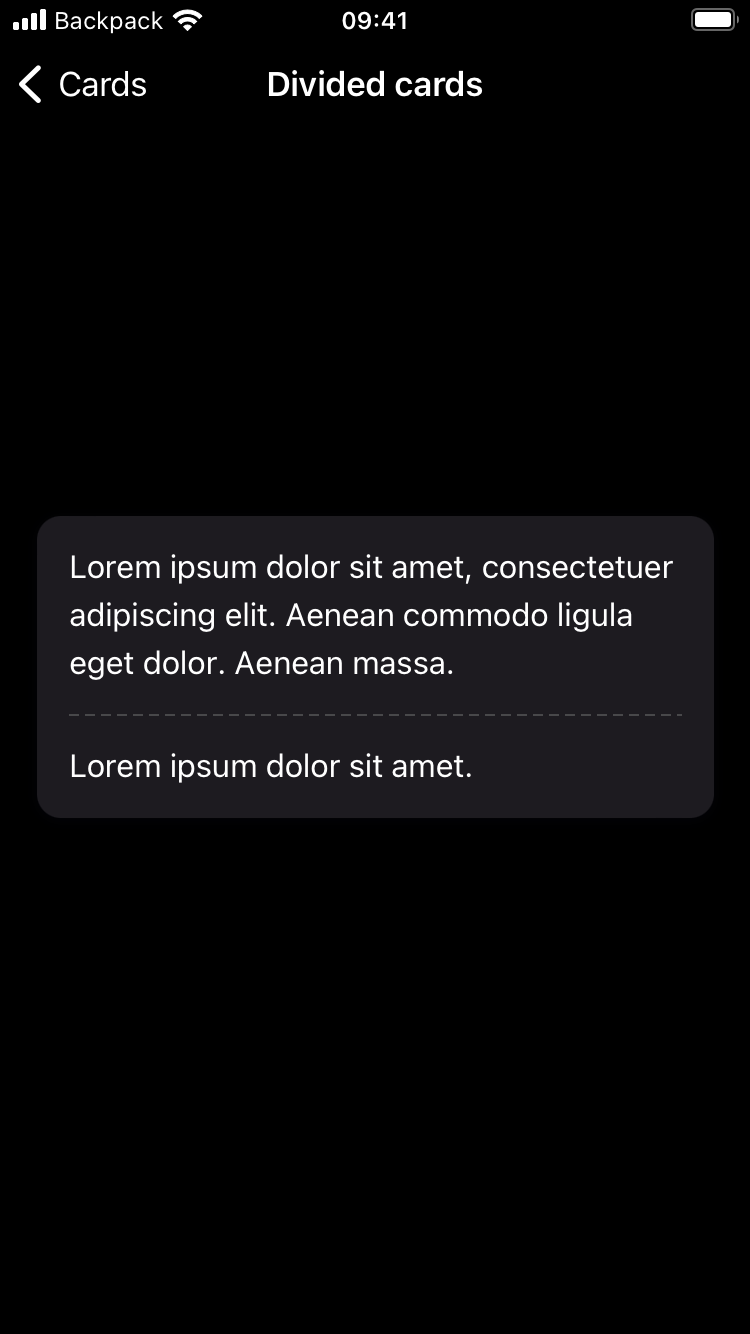 Backpack 09:41
Cards Divided cards
Lorem ipsum dolor sit amet, consectetuer
adipiscing elit. Aenean commodo ligula
eget dolor. Aenean massa.
Lorem ipsum dolor sit amet.